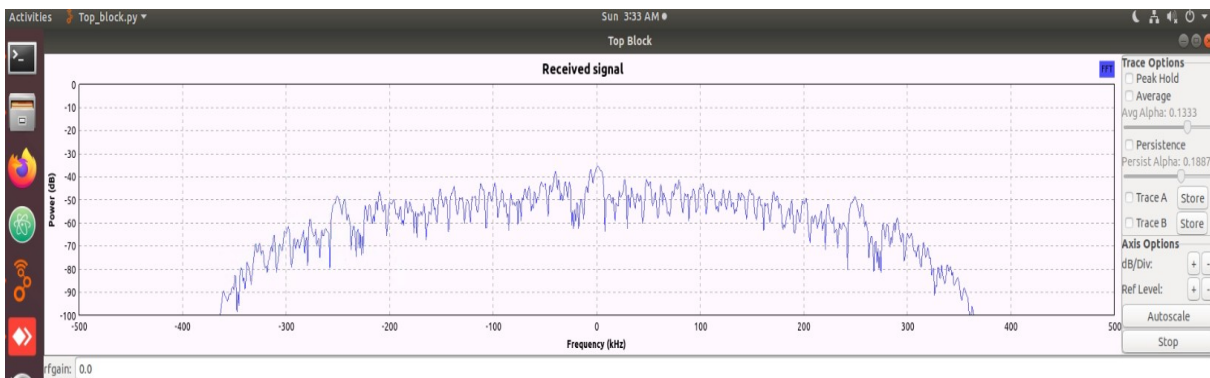 Activities Top_block.py Sun 3:33 AM
Top Block
Received signal
FFT
Power (dB)
0
-10
-20
-30
-40
-50
-60
-70
-80
-90
-100
-500 -400 -300 -200 -100 0 100 200 300 400 500
Frequency (kHz)
Trace Options
Peak Hold
Average
Avg Alpha: 0.1333
Persistence
Persist Alpha: 0.1887
Trace A Store
Trace B Store
Axis Options
dB/Div: + -
Ref Level: + -
Autoscale
Stop
rfgain: 0.0